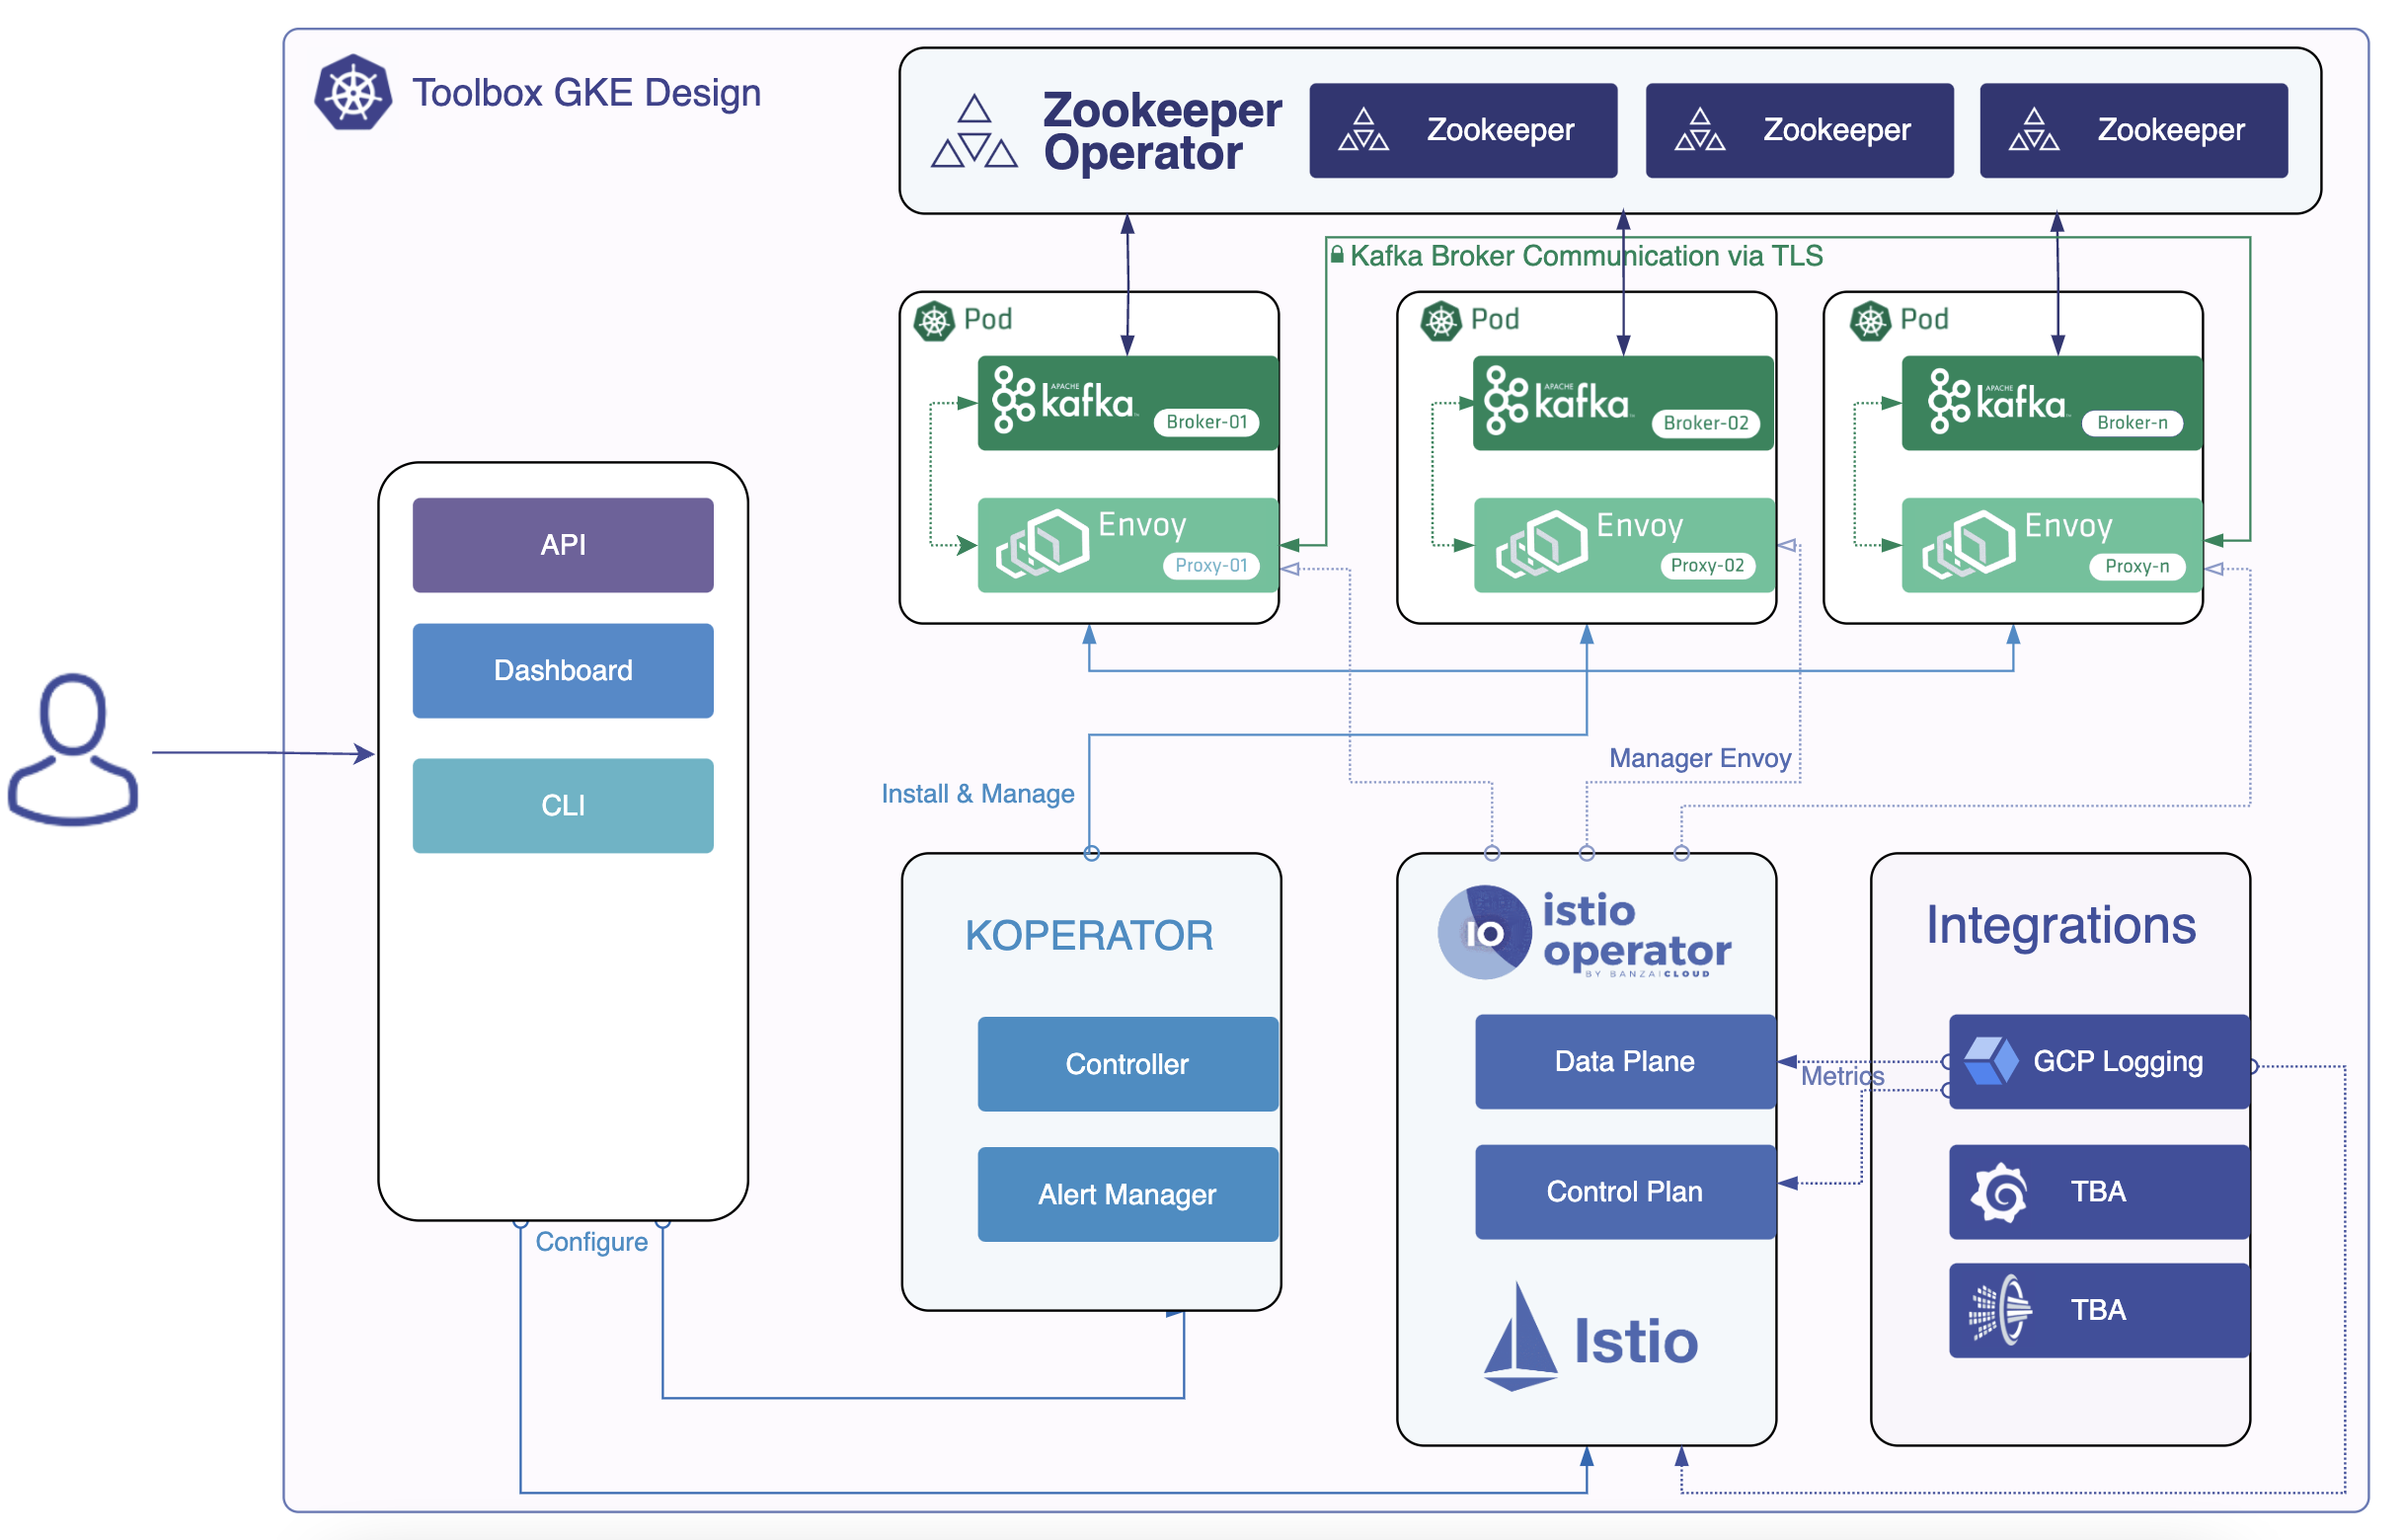 Toolbox GKE Design
Zookeeper
Operator
Zookeeper
Zookeeper
Zookeeper
Kafka Broker Communication via TLS
Pod
Pod
Pod
APACHE
kafka
Broker-01
APACHE
kafka
Broker-02
APACHE
kafka
Broker-n
Envoy
Proxy-01
Envoy
Proxy-02
Envoy
Proxy-n
API
Dashboard
CLI
Configure
Install & Manage
Manager Envoy
KOPERATOR
Controller
Alert Manager
IO
istio
operator
BY BANZAICLOUD
Data Plane
Control Plan
Istio
Metrics
Integrations
GCP Logging
TBA
TBA